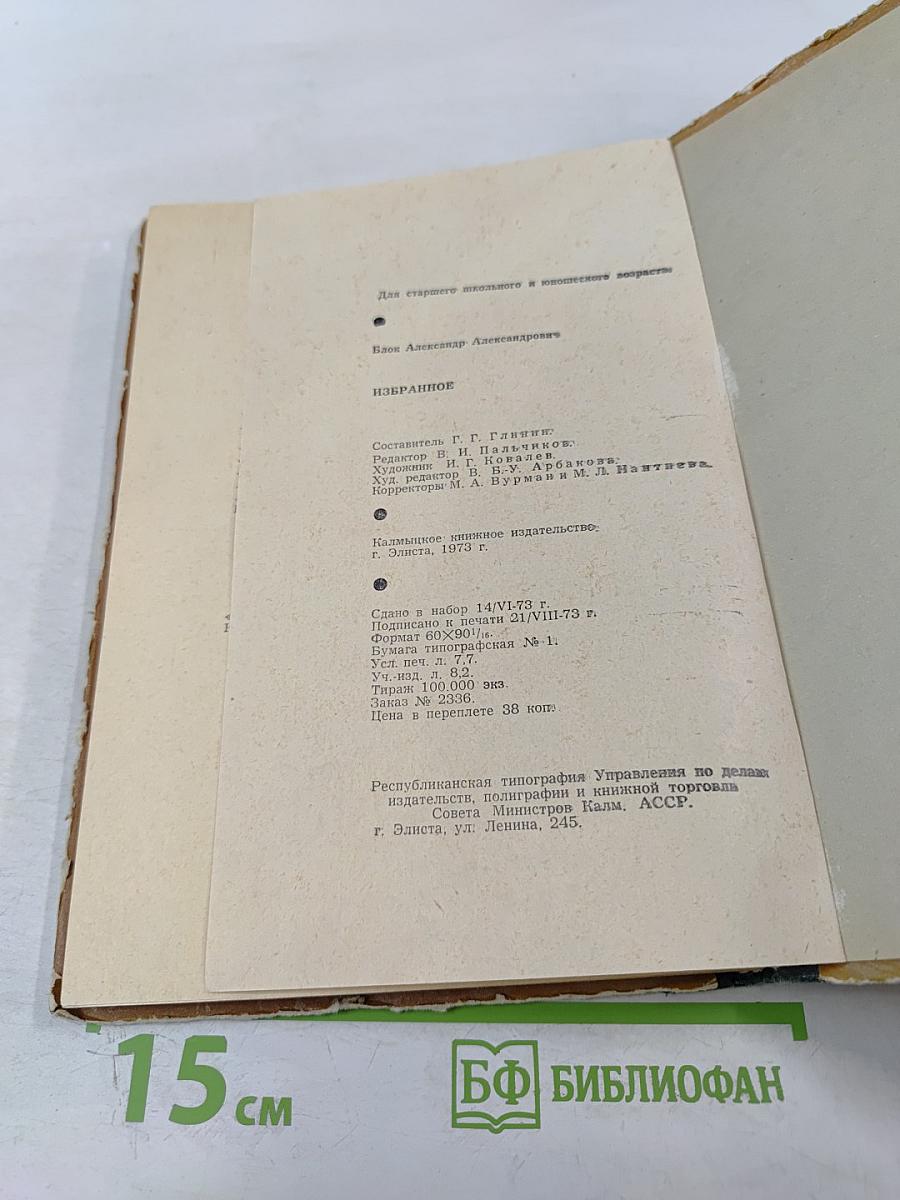 Для старшего школьного и юношеского возраста
Блок Александр Александрович
ИЗБРАННОЕ
Составитель Г. Г. Глинин.
Редактор В. И. Пальчиков.
Художник И. Г. Ковалев.
Худ. редактор В. Б.-У. Арбакова.
Корректоры М. А. Вурман и М. Л. Нантаева.
Калмыцкое книжное издательство.
г. Элиста, 1973 г.
Сдано в набор 14/VI-73 г.
Подписано к печати 21/VIII-73 г.
Формат 60×90 1/16.
Бумага типографская № 1.
Усл. печ. л. 7,7.
Уч.-изд. л. 8,2.
Тираж 100.000 экз.
Заказ № 2336.
Цена в переплете 38 коп.
Республиканская типография Управления по делам
издательств, полиграфии и книжной торговли
Совета Министров Калм. АССР.
г. Элиста, ул. Ленина, 245.
15 см
БФ БИБЛИОФАН